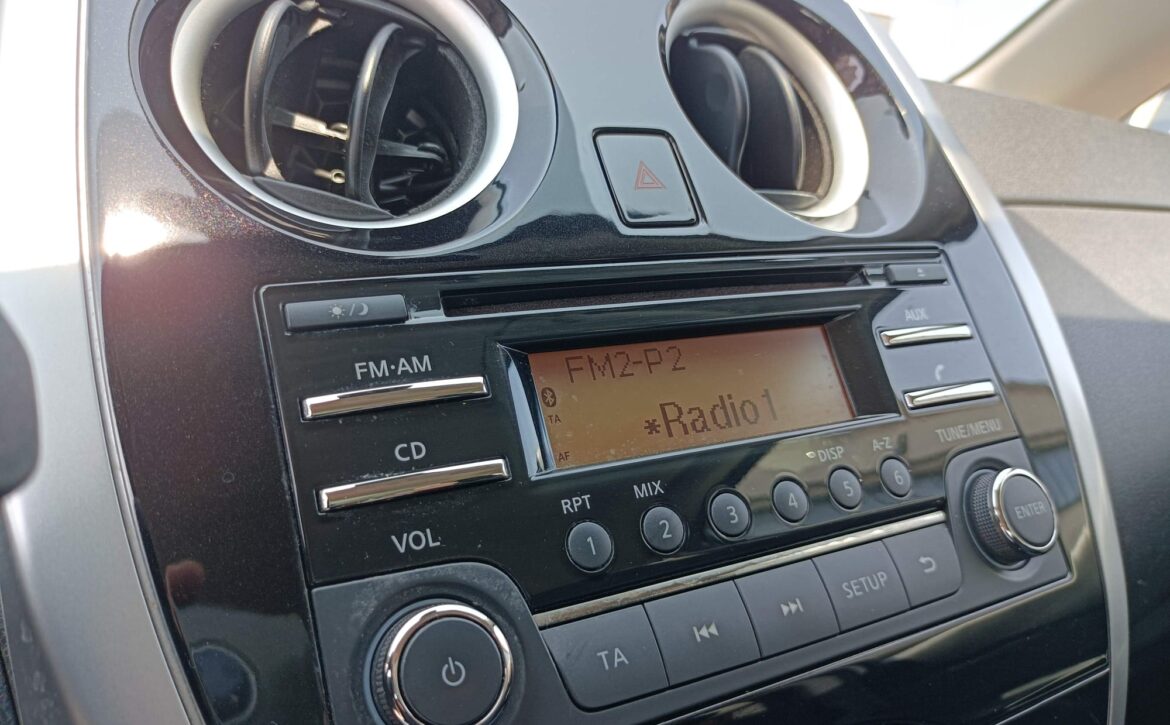 AUX
FM·AM
FM2-P2
TA
*Radio1
AF
CD
TUNE/MENU
RPT
MIX
DISP
A-Z
1
2
3
4
5
6
ENTER
VOL
TA
SETUP